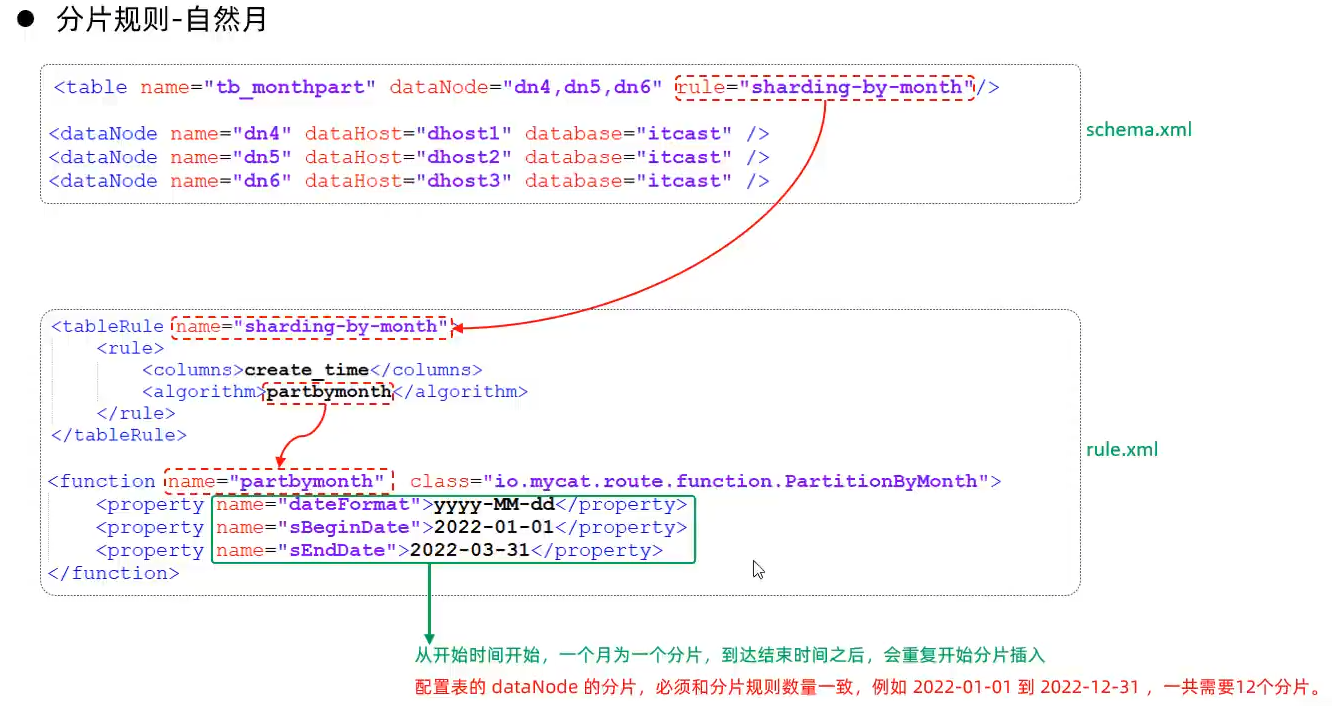 ● 分片规则-自然月
<table name="tb_monthpart" dataNode="dn4,dn5,dn6" rule="sharding-by-month"/>
<dataNode name="dn4" dataHost="dhost1" database="itcast" />
<dataNode name="dn5" dataHost="dhost2" database="itcast" />
<dataNode name="dn6" dataHost="dhost3" database="itcast" />
schema.xml
<tableRule name="sharding-by-month">
<rule>
<columns>create_time</columns>
<algorithm>partbymonth</algorithm>
</rule>
</tableRule>
rule.xml
<function name="partbymonth" class="io.mycat.route.function.PartitionByMonth">
<property name="dateFormat">yyyy-MM-dd</property>
<property name="sBeginDate">2022-01-01</property>
<property name="sEndDate">2022-03-31</property>
</function>
从开始时间开始，一个月为一个分片，到达结束时间之后，会重复开始分片插入
配置表的 dataNode 的分片，必须和分片规则数量一致，例如 2022-01-01 到 2022-12-31 ，一共需要12个分片。